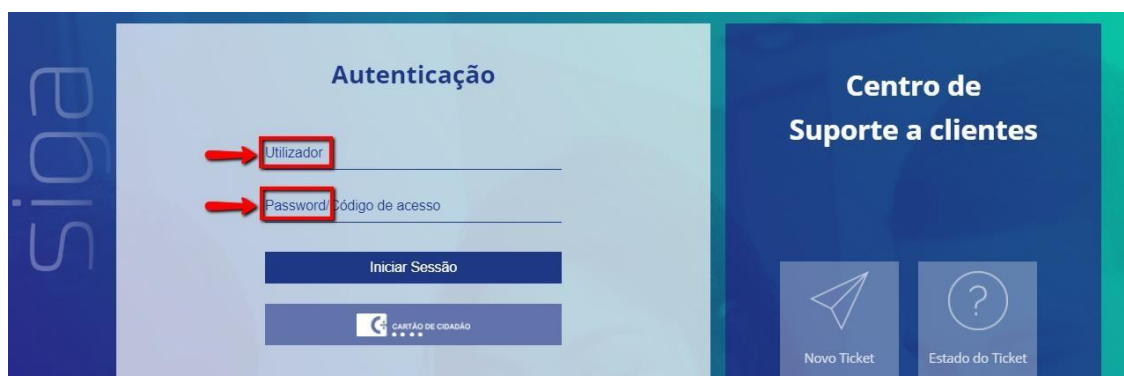 siga
Autenticação
Utilizador
Password/Código de acesso
Iniciar Sessão
CARTÃO DE CIDADÃO
Centro de
Suporte a clientes
Novo Ticket
Estado do Ticket